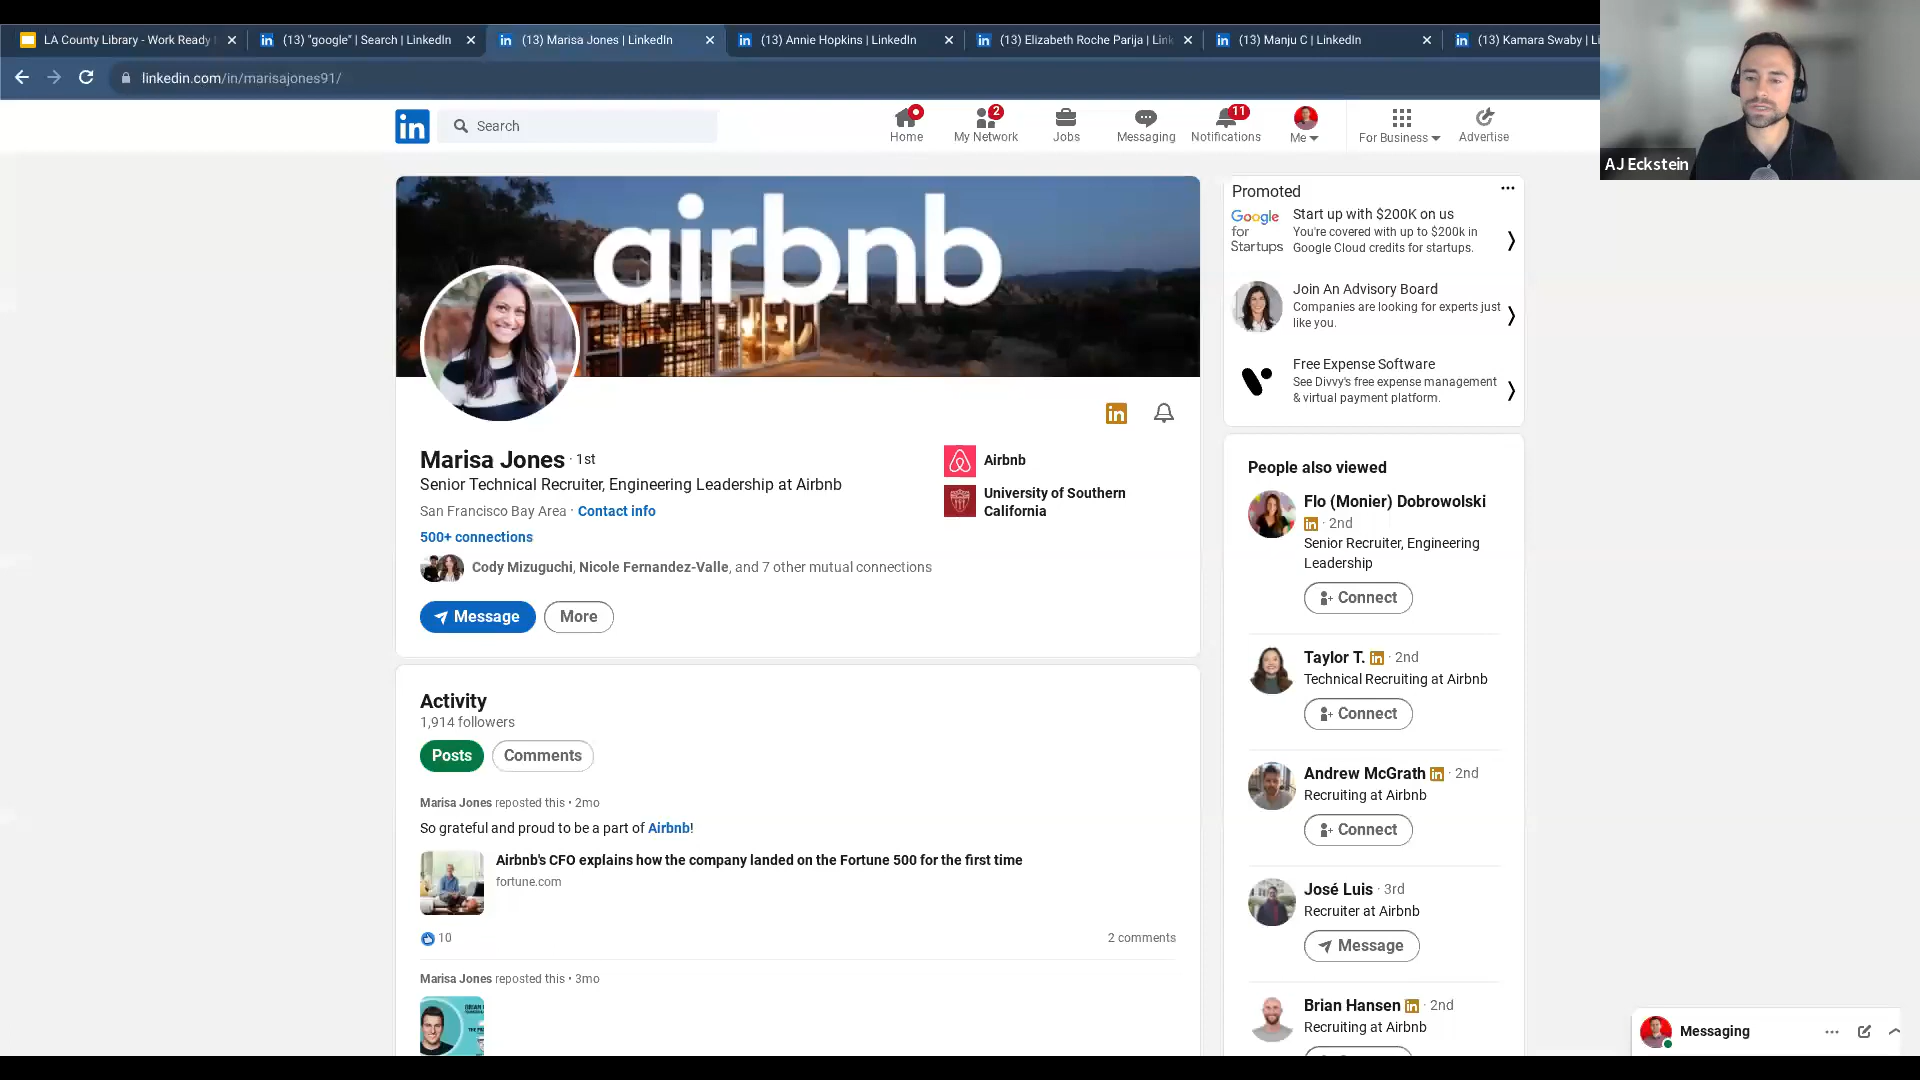 LA County Library - Work Ready
(13) "google" | Search | LinkedIn
(13) Marisa Jones | LinkedIn
(13) Annie Hopkins | LinkedIn
(13) Elizabeth Roche Parija | Link
(13) Manju C | LinkedIn
(13) Kamara Swaby | Li
linkedin.com/in/marisajones91/
AJ Eckstein
in
Search
Home
2
My Network
Jobs
Messaging
11
Notifications
Me
For Business
Advertise
airbnb
Marisa Jones · 1st
Senior Technical Recruiter, Engineering Leadership at Airbnb
San Francisco Bay Area · Contact info
500+ connections
Cody Mizuguchi, Nicole Fernandez-Valle, and 7 other mutual connections
Message
More
in
Airbnb
University of Southern
California
Activity
1,914 followers
Posts
Comments
Marisa Jones reposted this • 2mo
So grateful and proud to be a part of Airbnb!
Airbnb's CFO explains how the company landed on the Fortune 500 for the first time
fortune.com
10
2 comments
Marisa Jones reposted this • 3mo
Promoted
Google
for
Startups
Start up with $200K on us
You're covered with up to $200k in
Google Cloud credits for startups.
Join An Advisory Board
Companies are looking for experts just
like you.
Free Expense Software
See Divvy's free expense management
& virtual payment platform.
People also viewed
Flo (Monier) Dobrowolski
in · 2nd
Senior Recruiter, Engineering
Leadership
Connect
Taylor T. in · 2nd
Technical Recruiting at Airbnb
Connect
Andrew McGrath in · 2nd
Recruiting at Airbnb
Connect
José Luis · 3rd
Recruiter at Airbnb
Message
Brian Hansen in · 2nd
Recruiting at Airbnb
Messaging